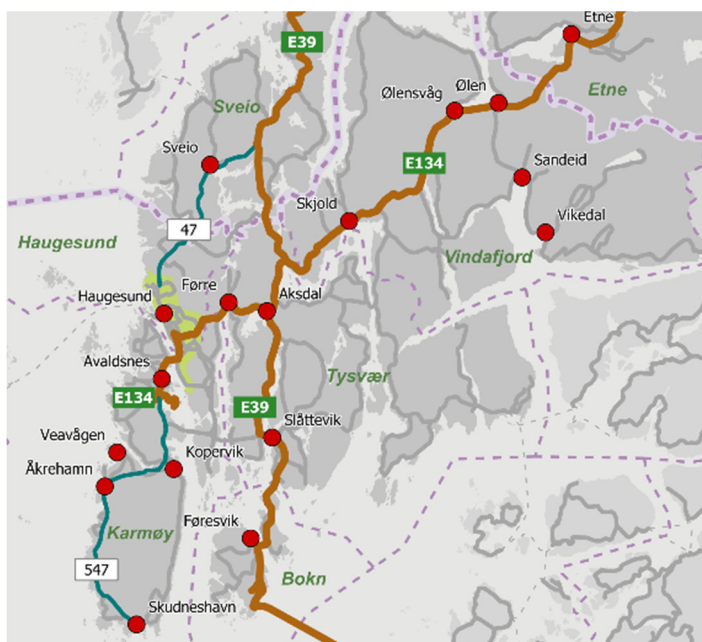 Etne
E39
Ølen
Ølensvåg
Etne
Sveio
Sveio
E134
Sandeid
Skjold
47
Vikedal
Haugesund
Vindafjord
Førre
Haugesund
Aksdal
Avaldsnes
Tysvær
E134
E39
Slåttevik
Veavågen
Kopervik
Åkrehamn
Karmøy
Føresvik
547
Bokn
Skudneshavn